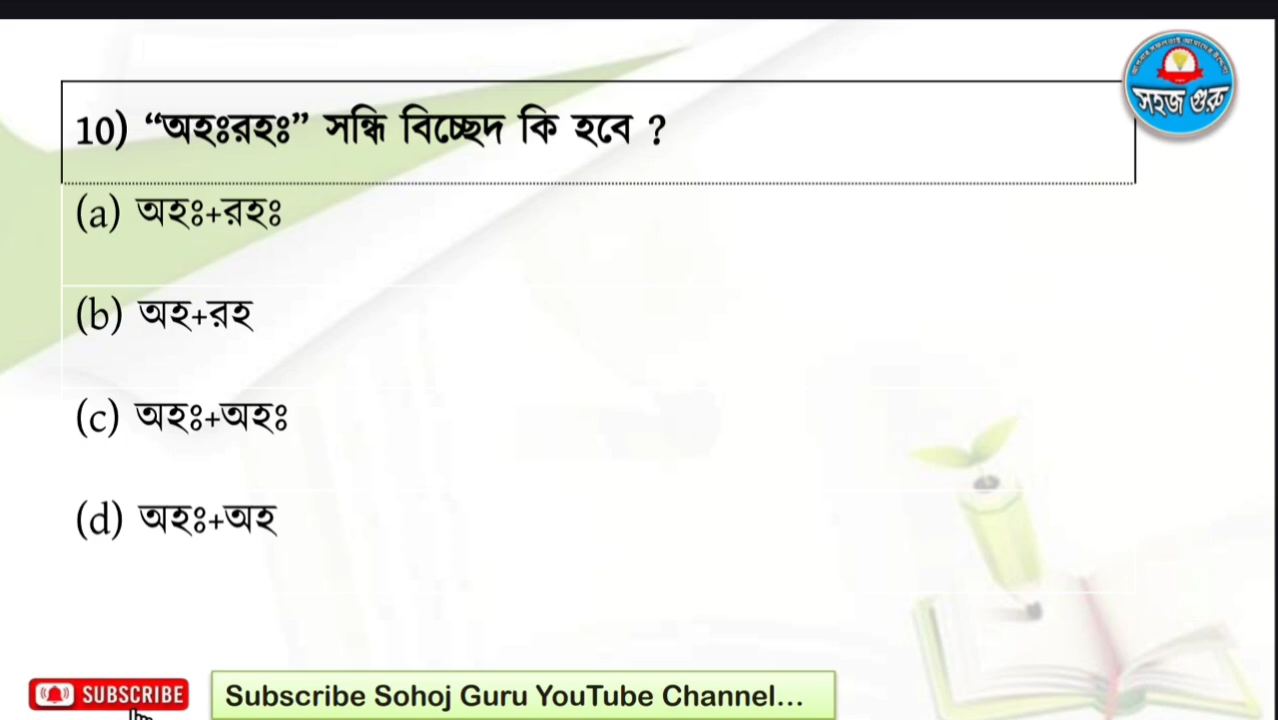 সহজ গুরু
10) “অহঃরহঃ” সন্ধি বিচ্ছেদ কি হবে ?
(a) অহঃ+রহঃ
(b) অহ+রহ
(c) অহঃ+অহঃ
(d) অহঃ+অহ
SUBSCRIBE
Subscribe Sohoj Guru YouTube Channel...